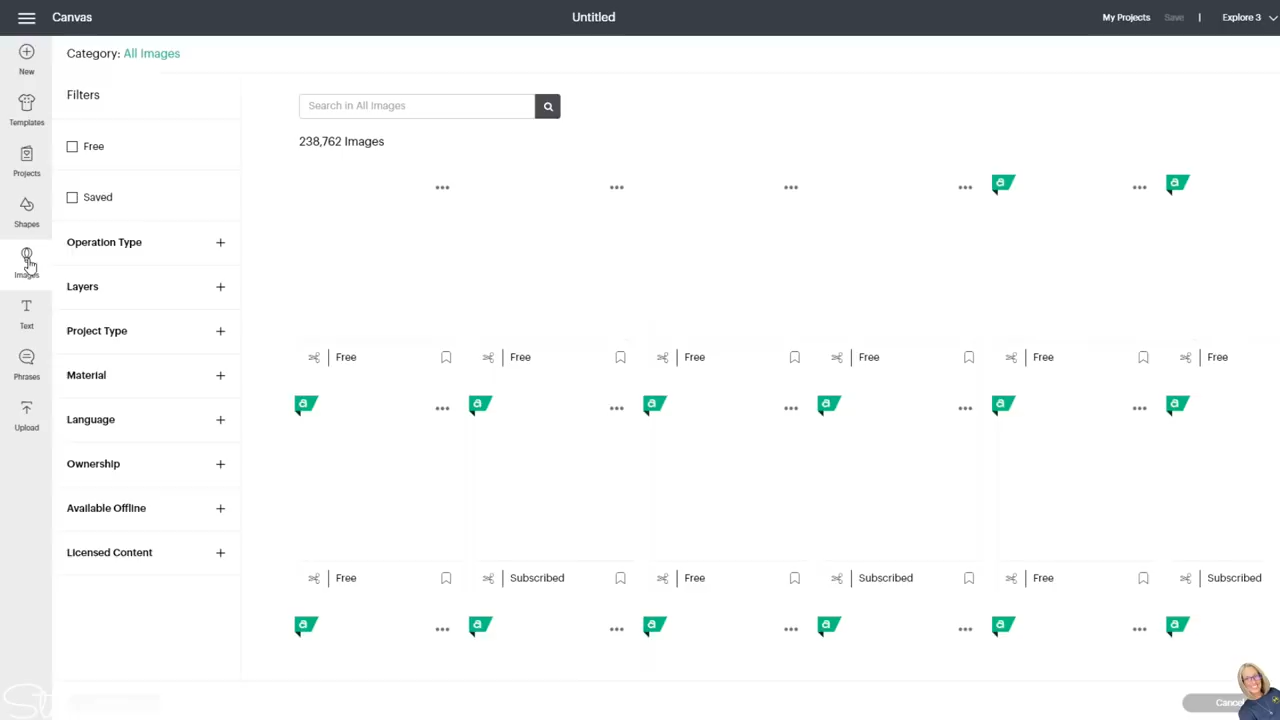 Canvas
Untitled
My Projects Save | Explore 3
New
Templates
Projects
Shapes
Images
Text
Phrases
Upload
Category: All Images
Filters
Free
Saved
Operation Type +
Layers +
Project Type +
Material +
Language +
Ownership +
Available Offline +
Licensed Content +
Search in All Images
238,762 Images
a a
Free Free Free Free Free Free
a a a a a a
Free Subscribed Free Subscribed Free Subscribed
a a a a a a
St
Cancel